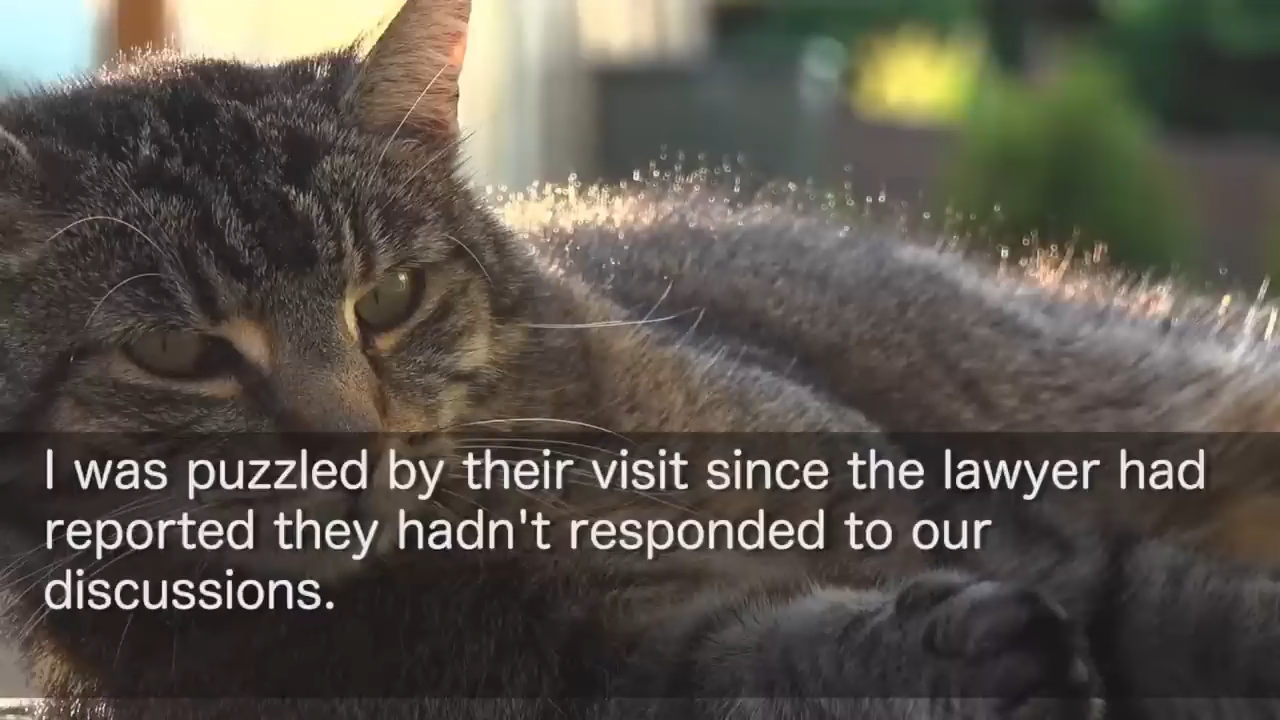 I was puzzled by their visit since the lawyer had
reported they hadn't responded to our
discussions.